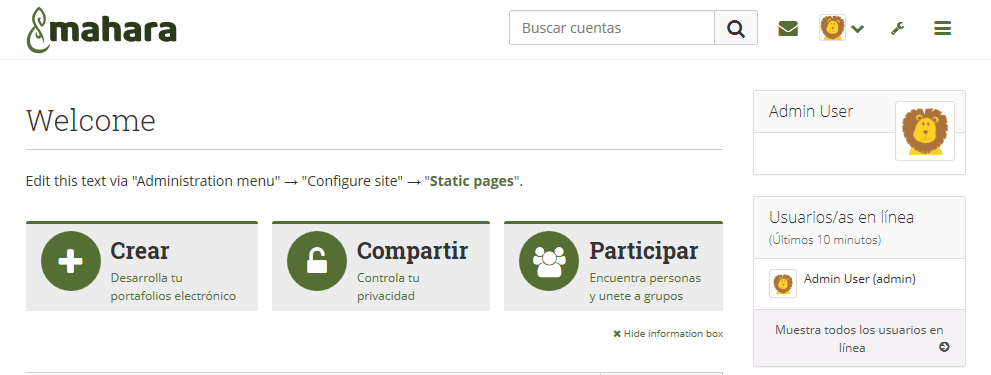 mahara
Buscar cuentas
Welcome
Edit this text via "Administration menu" → "Configure site" → "Static pages".
Crear
Desarrolla tu
portafolios electrónico
Compartir
Controla tu
privacidad
Participar
Encuentra personas
y unete a grupos
✖ Hide information box
Admin User
Usuarios/as en línea
(Últimos 10 minutos)
Admin User (admin)
Muestra todos los usuarios en
línea